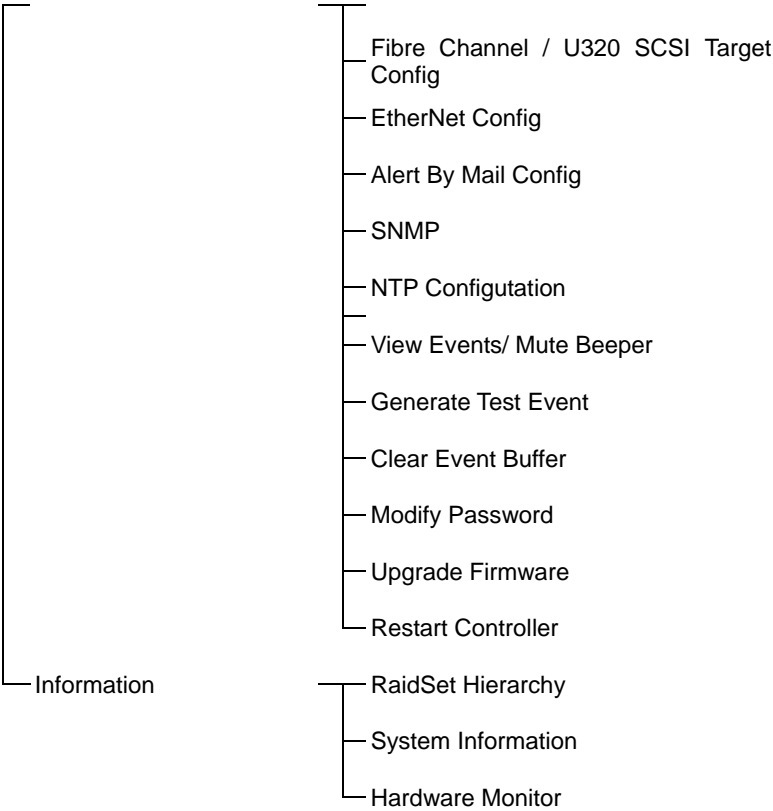 Fibre Channel / U320 SCSI Target
Config
EtherNet Config
Alert By Mail Config
SNMP
NTP Configutation
View Events/ Mute Beeper
Generate Test Event
Clear Event Buffer
Modify Password
Upgrade Firmware
Restart Controller
Information
RaidSet Hierarchy
System Information
Hardware Monitor